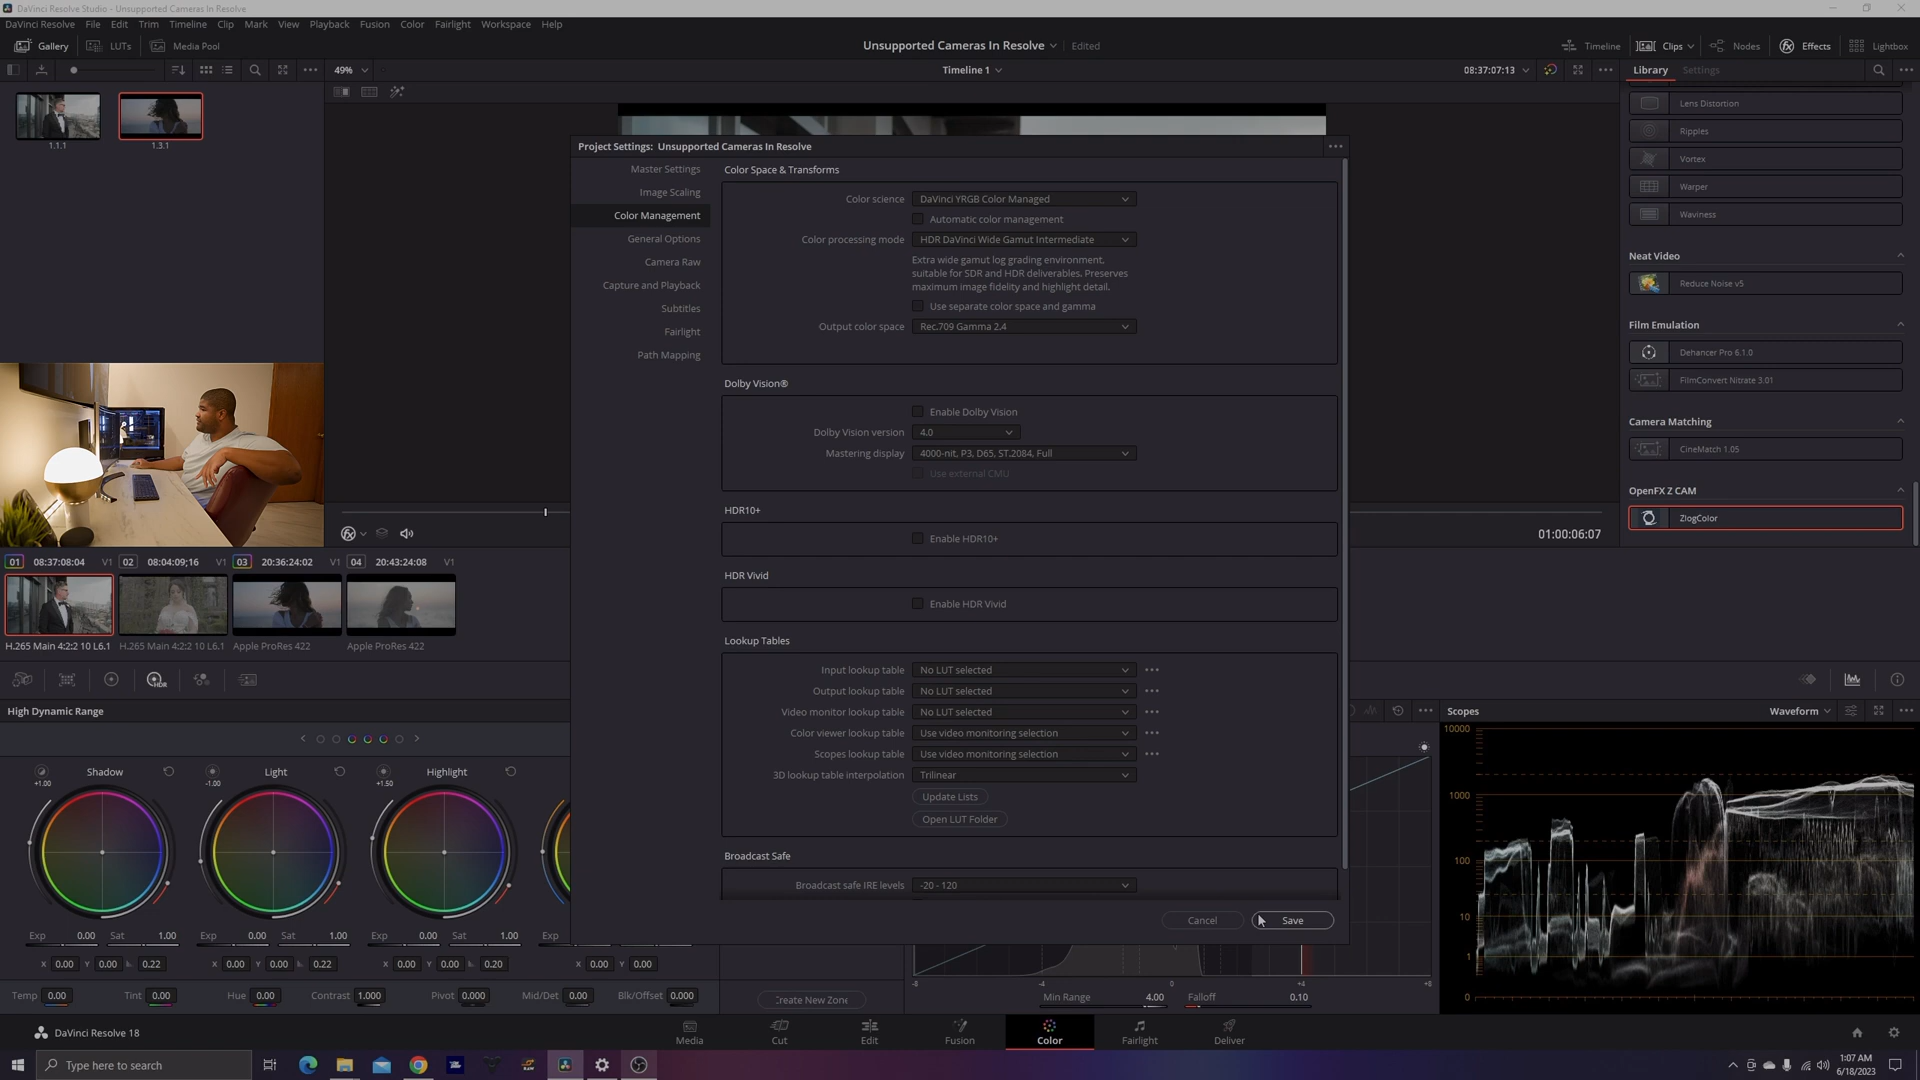 DaVinci Resolve Studio - Unsupported Cameras In Resolve
DaVinci Resolve File Edit Trim Timeline Clip Mark View Playback Fusion Color Fairlight Workspace Help
Gallery LUTs Media Pool
Unsupported Cameras In Resolve Edited
Timeline Clips Nodes Effects Lightbox
49% Timeline 1 08:37:07:13
Library Settings
1.1.1 1.3.1
Lens Distortion
Ripples
Vortex
Warper
Waviness
Neat Video
Reduce Noise v5
Film Emulation
Dehancer Pro 6.1.0
FilmConvert Nitrate 3.01
Camera Matching
CineMatch 1.05
OpenFX Z CAM
ZlogColor
Project Settings: Unsupported Cameras In Resolve
Master Settings
Image Scaling
Color Management
General Options
Camera Raw
Capture and Playback
Subtitles
Fairlight
Path Mapping
Color Space & Transforms
Color science DaVinci YRGB Color Managed
Automatic color management
Color processing mode HDR DaVinci Wide Gamut Intermediate
Extra wide gamut log grading environment,
suitable for SDR and HDR deliverables. Preserves
maximum image fidelity and highlight detail.
Use separate color space and gamma
Output color space Rec.709 Gamma 2.4
Dolby Vision®
Enable Dolby Vision
Dolby Vision version 4.0
Mastering display 4000-nit, P3, D65, ST.2084, Full
Use external CMU
HDR10+
Enable HDR10+
HDR Vivid
Enable HDR Vivid
Lookup Tables
Input lookup table No LUT selected
Output lookup table No LUT selected
Video monitor lookup table No LUT selected
Color viewer lookup table Use video monitoring selection
Scopes lookup table Use video monitoring selection
3D lookup table interpolation Trilinear
Update Lists
Open LUT Folder
Broadcast Safe
Broadcast safe IRE levels -20 - 120
Cancel Save
01:00:06:07
01 08:37:08:04 V1 02 08:04:09;16 V1 03 20:36:24:02 V1 04 20:43:24:08 V1
H.265 Main 4:2:2 10 L6.1 H.265 Main 4:2:2 10 L6.1 Apple ProRes 422 Apple ProRes 422
HDR
High Dynamic Range
Shadow Light Highlight
+1.00 -1.00 +1.50
Exp 0.00 Sat 1.00 Exp 0.00 Sat 1.00 Exp 0.00 Sat 1.00 Exp
X 0.00 Y 0.00 0.22 X 0.00 Y 0.00 0.22 X 0.00 Y 0.00 0.20 X 0.00 Y 0.00
Temp 0.00 Tint 0.00 Hue 0.00 Contrast 1.000 Pivot 0.000 Mid/Det 0.00 Blk/Offset 0.000
Create New Zone
-8 -4 0 +4 +8
Min Range 4.00 Falloff 0.10
Scopes Waveform
10000
1000
100
10
1
0
DaVinci Resolve 18
Media Cut Edit Fusion Color Fairlight Deliver
Type here to search
1:07 AM
6/18/2023